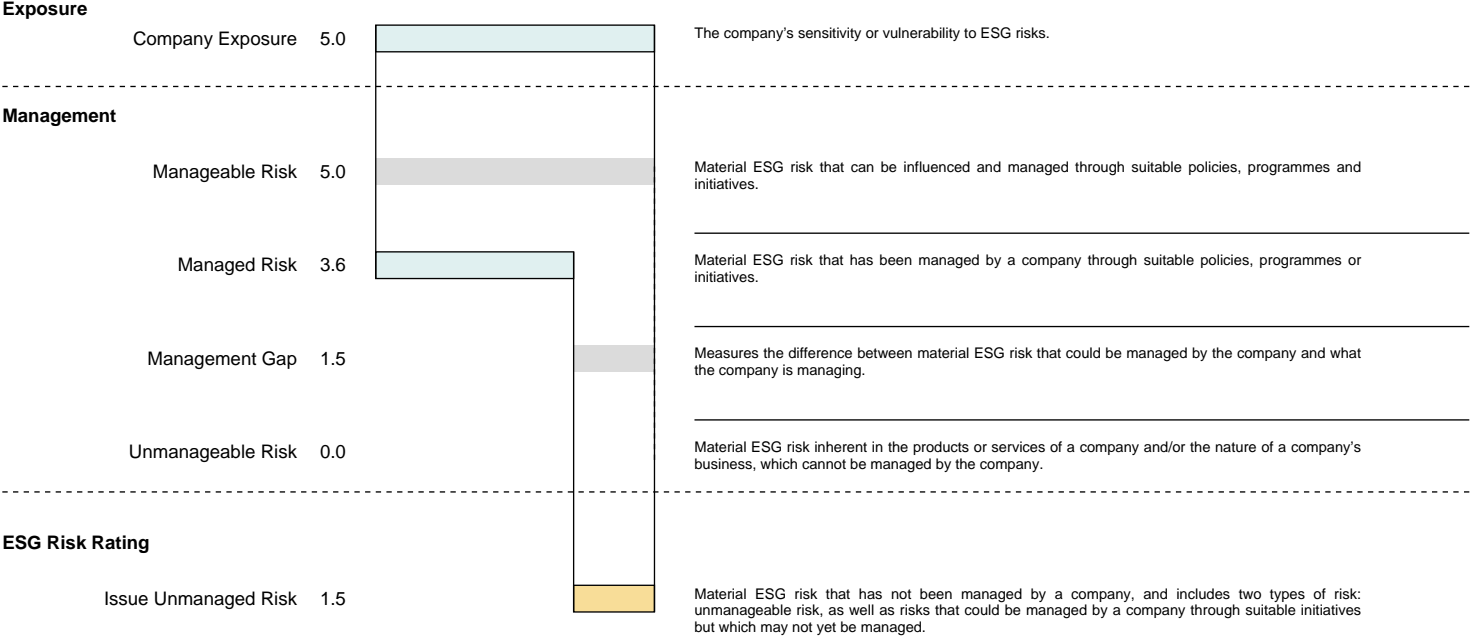 Exposure
Company Exposure 5.0
The company’s sensitivity or vulnerability to ESG risks.
Management
Manageable Risk 5.0
Material ESG risk that can be influenced and managed through suitable policies, programmes and
initiatives.
Managed Risk 3.6
Material ESG risk that has been managed by a company through suitable policies, programmes or
initiatives.
Management Gap 1.5
Measures the difference between material ESG risk that could be managed by the company and what
the company is managing.
Unmanageable Risk 0.0
Material ESG risk inherent in the products or services of a company and/or the nature of a company’s
business, which cannot be managed by the company.
ESG Risk Rating
Issue Unmanaged Risk 1.5
Material ESG risk that has not been managed by a company, and includes two types of risk:
unmanageable risk, as well as risks that could be managed by a company through suitable initiatives
but which may not yet be managed.